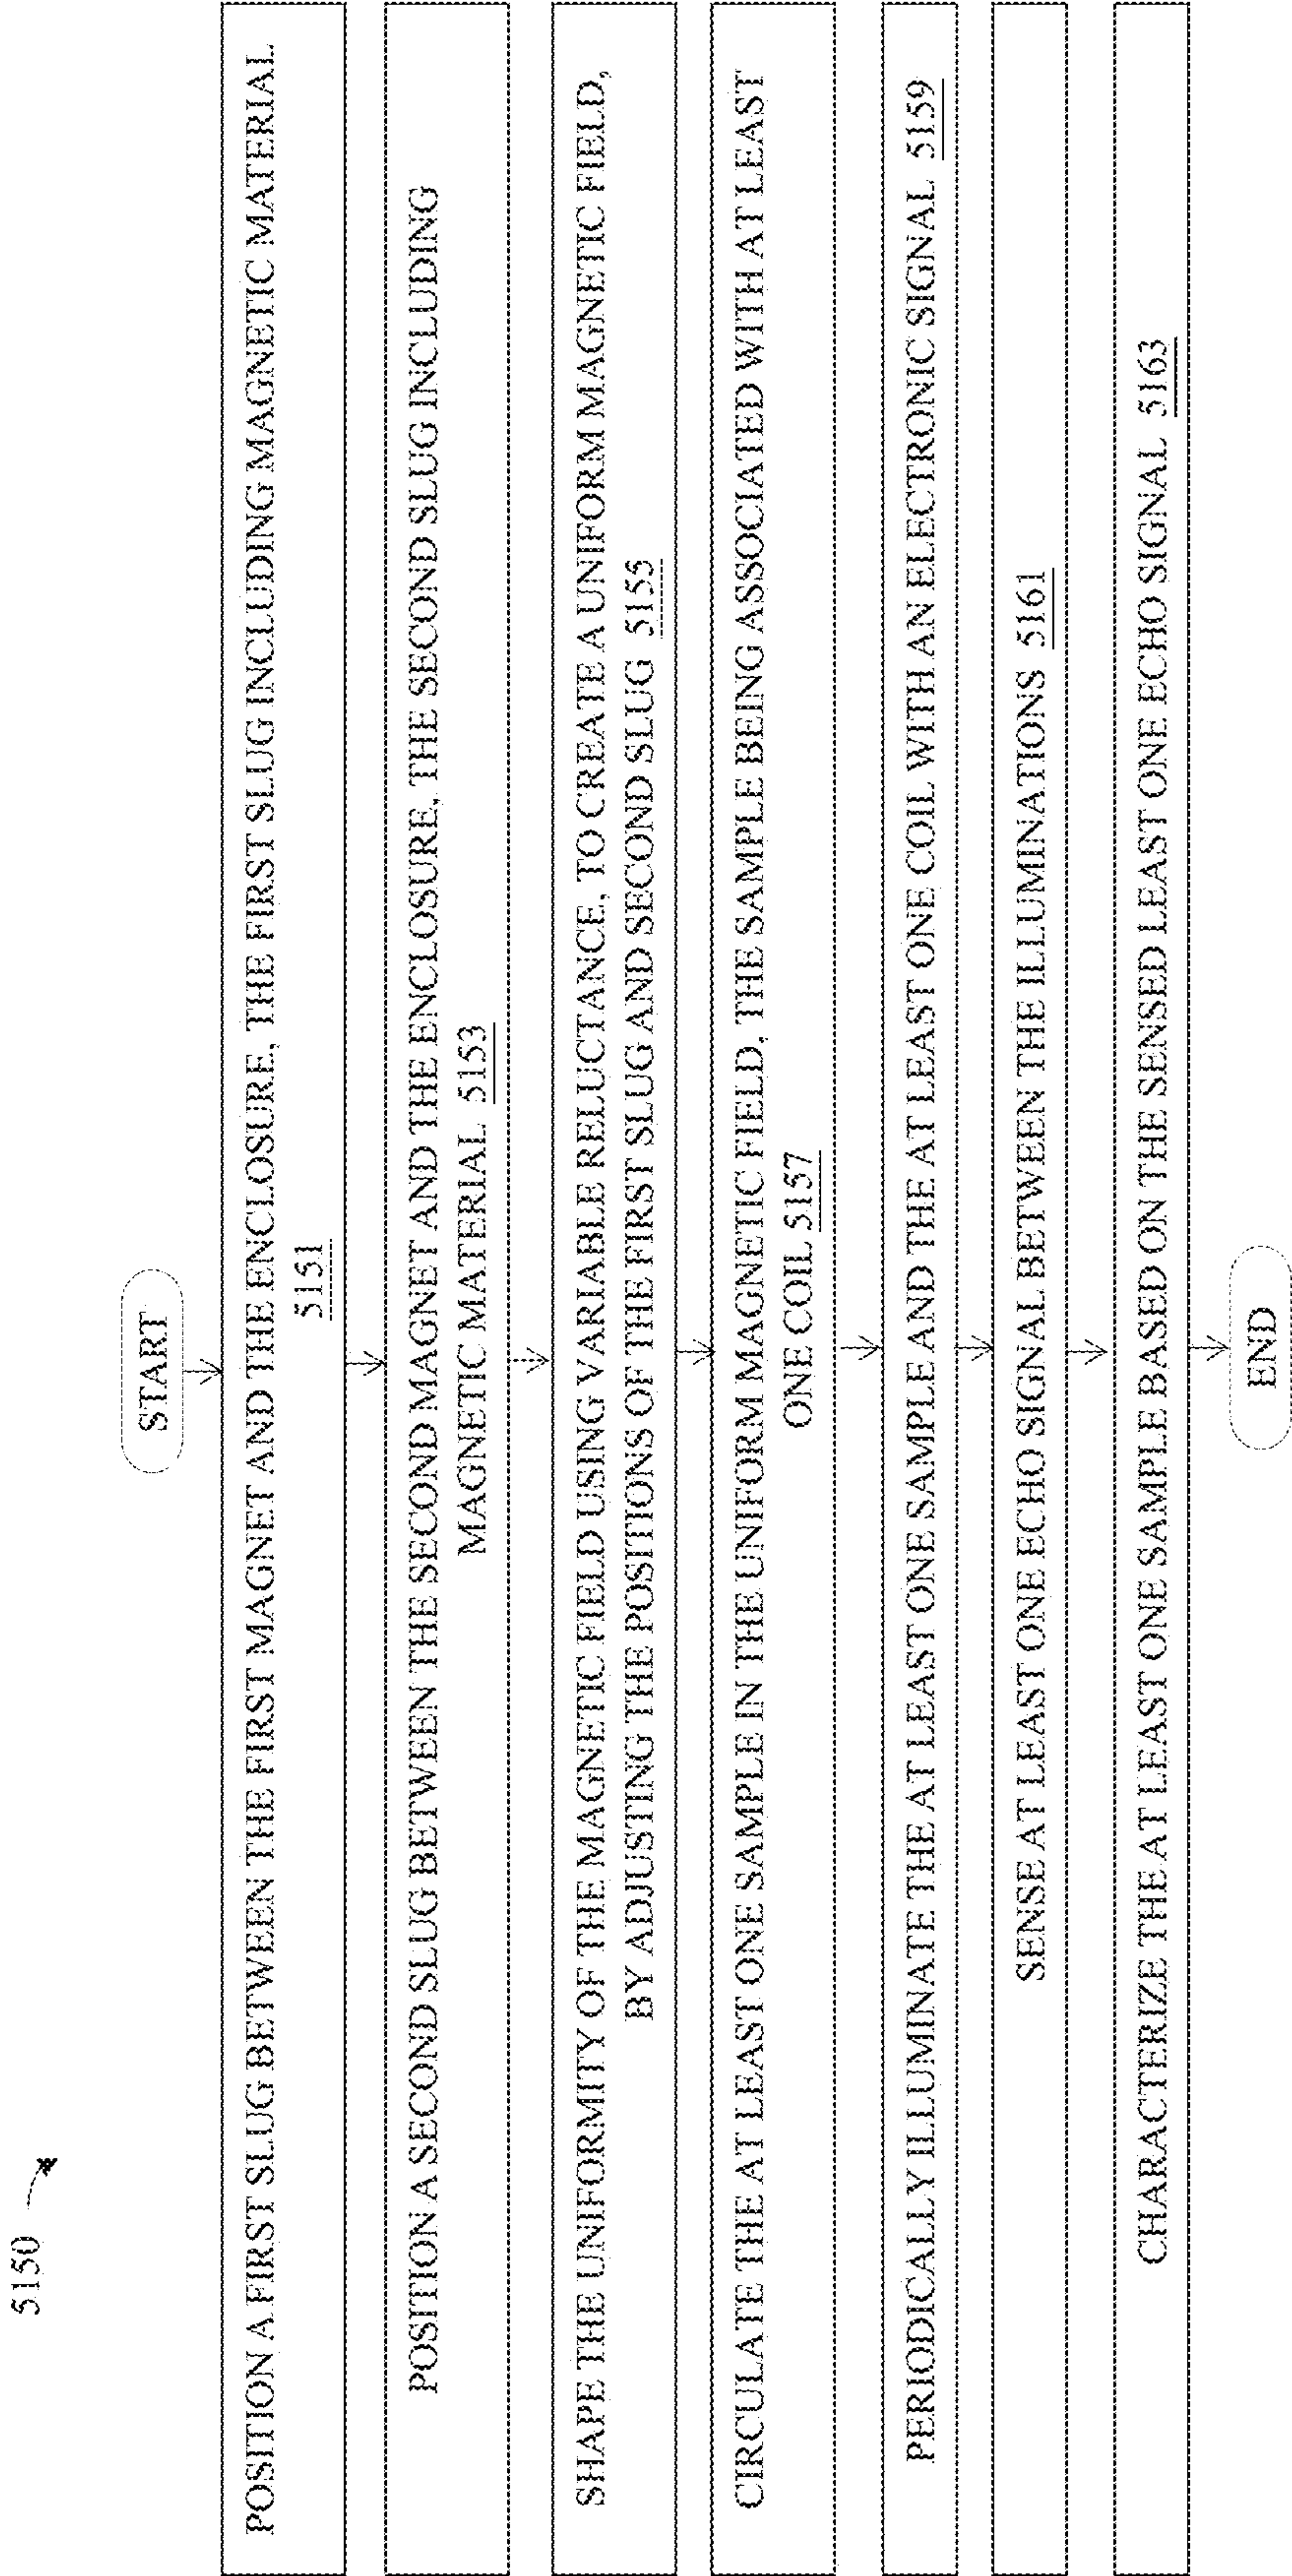 5150
START
POSITION A FIRST SLUG BETWEEN THE FIRST MAGNET AND THE ENCLOSURE, THE FIRST SLUG INCLUDING MAGNETIC MATERIAL
5151
POSITION A SECOND SLUG BETWEEN THE SECOND MAGNET AND THE ENCLOSURE, THE SECOND SLUG INCLUDING
MAGNETIC MATERIAL 5153
SHAPE THE UNIFORMITY OF THE MAGNETIC FIELD USING VARIABLE RELUCTANCE, TO CREATE A UNIFORM MAGNETIC FIELD,
BY ADJUSTING THE POSITIONS OF THE FIRST SLUG AND SECOND SLUG 5155
CIRCULATE THE AT LEAST ONE SAMPLE IN THE UNIFORM MAGNETIC FIELD, THE SAMPLE BEING ASSOCIATED WITH AT LEAST
ONE COIL 5157
PERIODICALLY ILLUMINATE THE AT LEAST ONE SAMPLE AND THE AT LEAST ONE COIL WITH AN ELECTRONIC SIGNAL 5159
SENSE AT LEAST ONE ECHO SIGNAL BETWEEN THE ILLUMINATIONS 5161
CHARACTERIZE THE AT LEAST ONE SAMPLE BASED ON THE SENSED LEAST ONE ECHO SIGNAL 5163
END